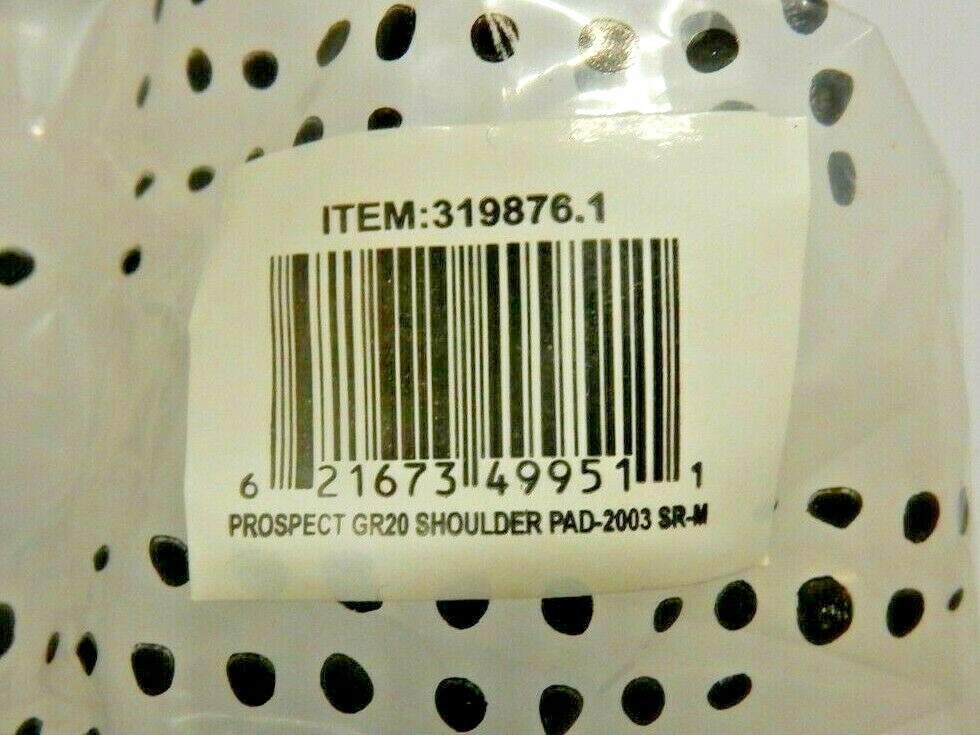 ITEM:319876.1
6 21673 49951 1
PROSPECT GR20 SHOULDER PAD-2003 SR-M